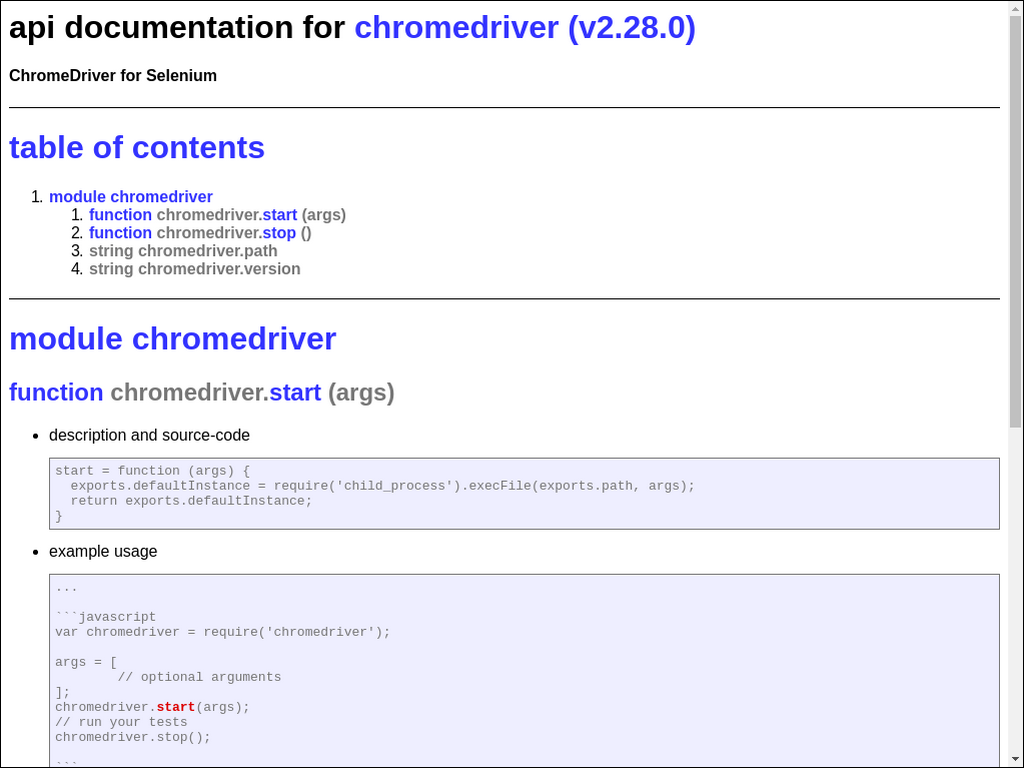 api documentation for chromedriver (v2.28.0)
ChromeDriver for Selenium
table of contents
1. module chromedriver
1. function chromedriver.start (args)
2. function chromedriver.stop ()
3. string chromedriver.path
4. string chromedriver.version
module chromedriver
function chromedriver.start (args)
• description and source-code
start = function (args) {
  exports.defaultInstance = require('child_process').execFile(exports.path, args);
  return exports.defaultInstance;
}
• example usage
...
```javascript
var chromedriver = require('chromedriver');
args = [
        // optional arguments
];
chromedriver.start(args);
// run your tests
chromedriver.stop();
```